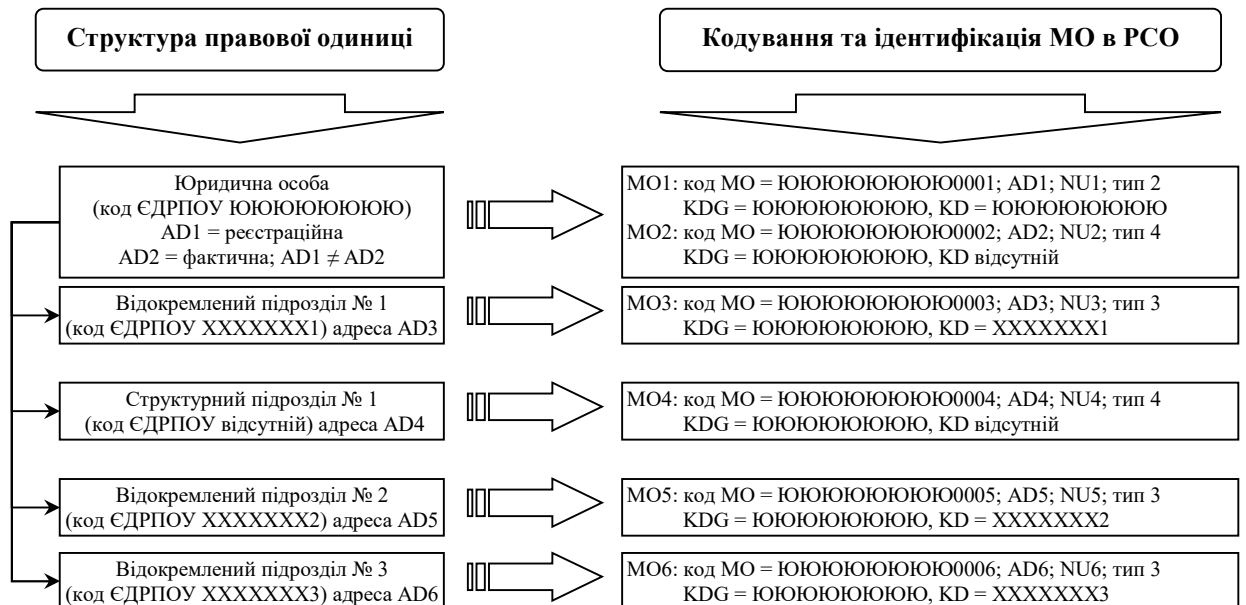 Структура правової одиниці
Кодування та ідентифікація МО в РСО
Юридична особа
(код ЄДРПОУ ЮЮЮЮЮЮЮЮ)
AD1 = реєстраційна
AD2 = фактична; AD1 ≠ AD2
МО1: код МО = ЮЮЮЮЮЮЮЮ0001; AD1; NU1; тип 2
KDG = ЮЮЮЮЮЮЮЮ, KD = ЮЮЮЮЮЮЮЮ
МО2: код МО = ЮЮЮЮЮЮЮЮ0002; AD2; NU2; тип 4
KDG = ЮЮЮЮЮЮЮЮ, KD відсутній
Відокремлений підрозділ № 1
(код ЄДРПОУ XXXXXXX1) адреса AD3
МО3: код МО = ЮЮЮЮЮЮЮЮ0003; AD3; NU3; тип 3
KDG = ЮЮЮЮЮЮЮЮ, KD = XXXXXXX1
Структурний підрозділ № 1
(код ЄДРПОУ відсутній) адреса AD4
МО4: код МО = ЮЮЮЮЮЮЮЮ0004; AD4; NU4; тип 4
KDG = ЮЮЮЮЮЮЮЮ, KD відсутній
Відокремлений підрозділ № 2
(код ЄДРПОУ XXXXXXX2) адреса AD5
МО5: код МО = ЮЮЮЮЮЮЮЮ0005; AD5; NU5; тип 3
KDG = ЮЮЮЮЮЮЮЮ, KD = XXXXXXX2
Відокремлений підрозділ № 3
(код ЄДРПОУ XXXXXXX3) адреса AD6
МО6: код МО = ЮЮЮЮЮЮЮЮ0006; AD6; NU6; тип 3
KDG = ЮЮЮЮЮЮЮЮ, KD = XXXXXXX3